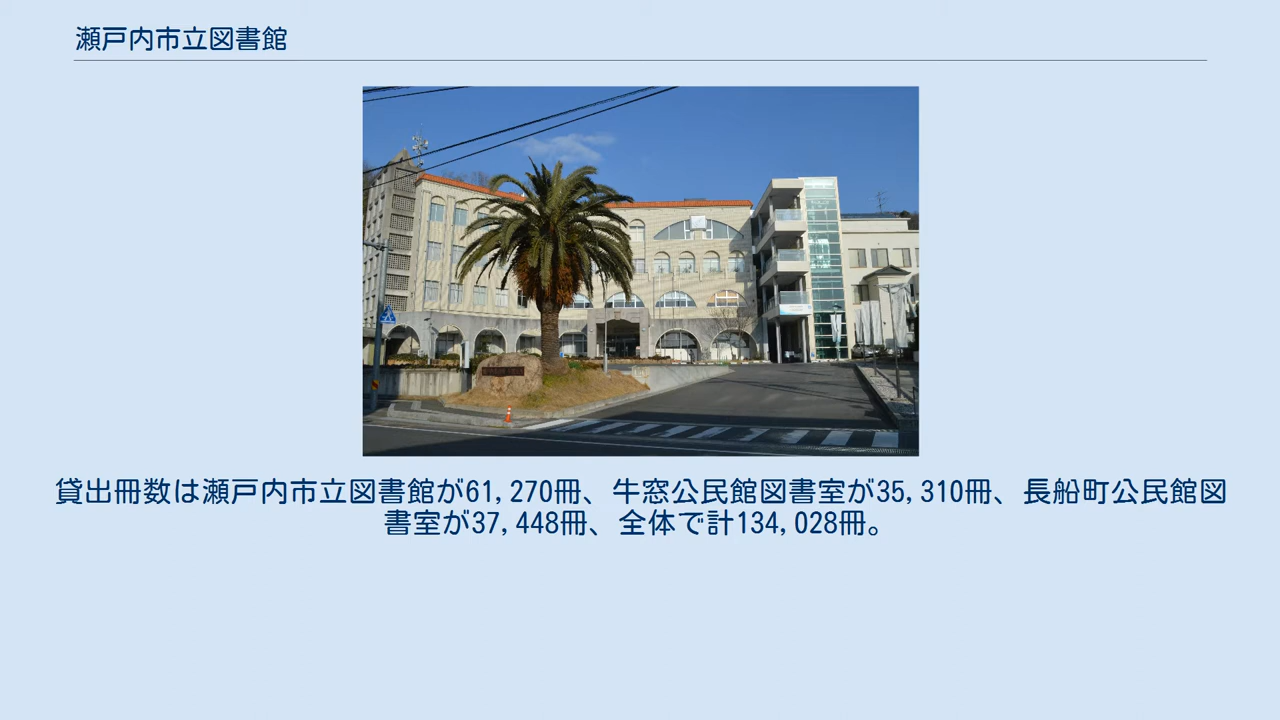 瀬戸内市立図書館
貸出冊数は瀬戸内市立図書館が61,270冊、牛窓公民館図書室が35,310冊、長船町公民館図
書室が37,448冊、全体で計134,028冊。